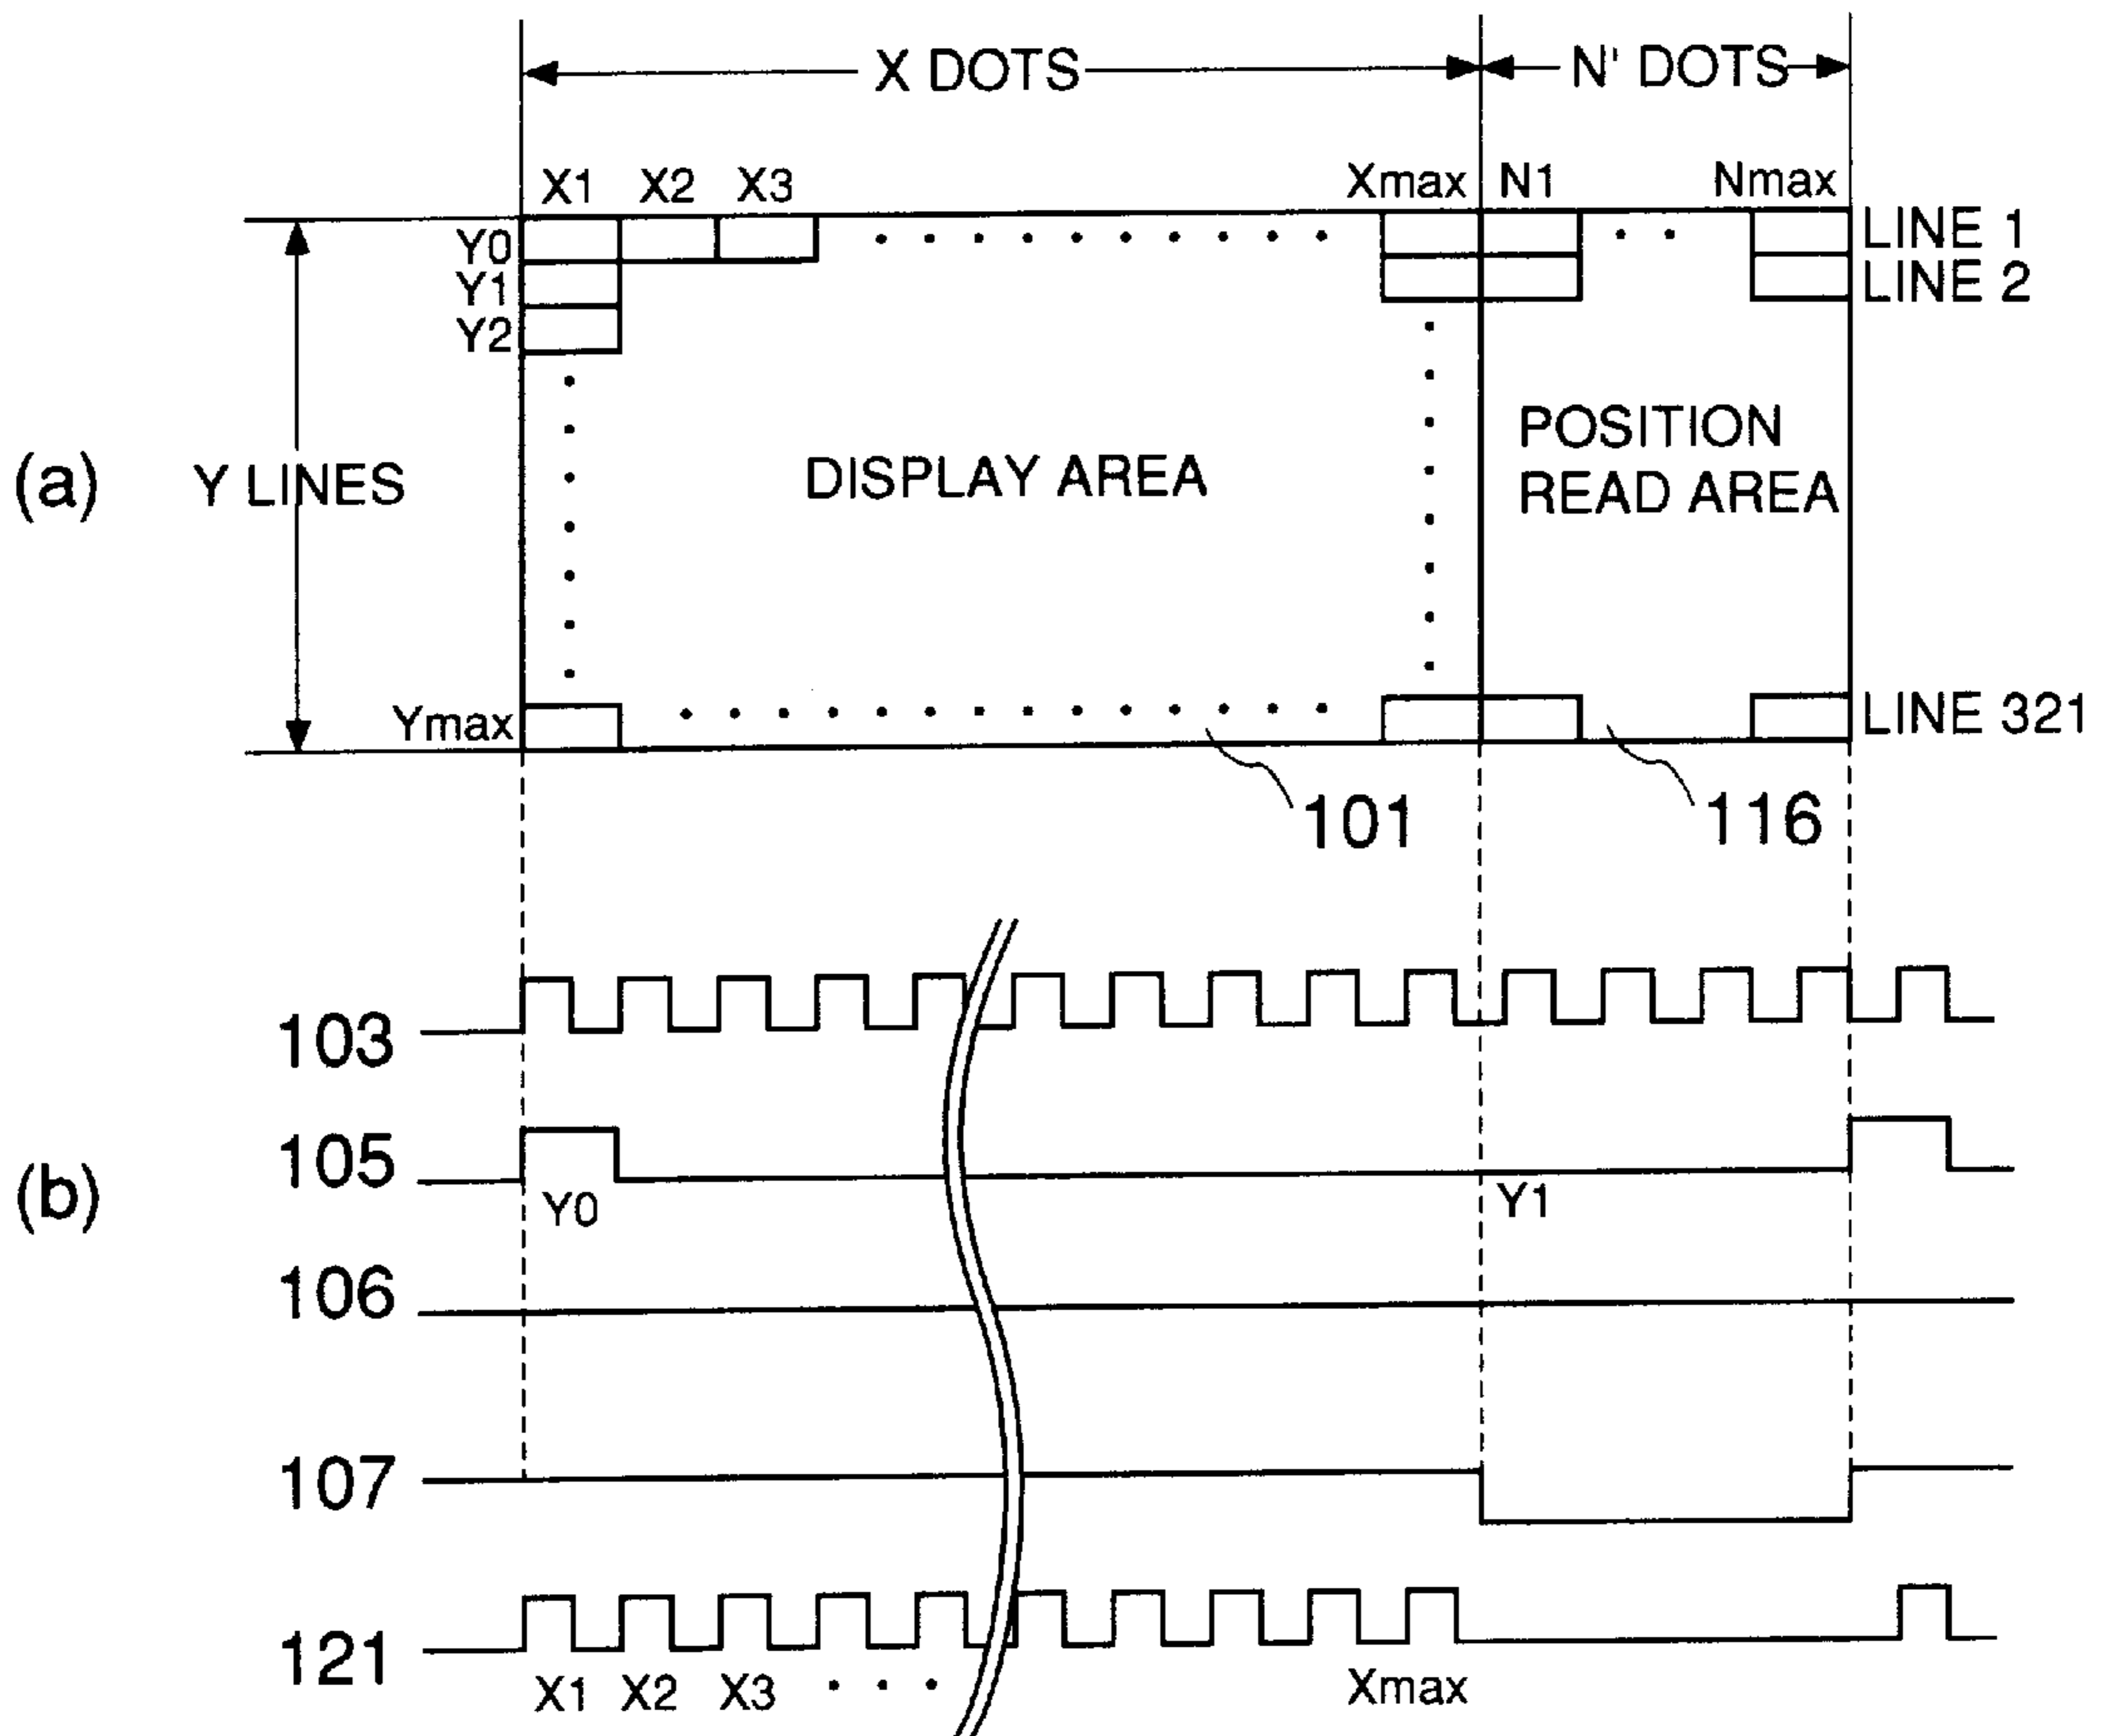 X DOTS N' DOTS
X1 X2 X3 Xmax N1 Nmax
Y0 LINE 1
Y1 LINE 2
Y2
(a) Y LINES DISPLAY AREA POSITION
READ AREA
Ymax LINE 321
101 116
103
(b)
105
Y0 Y1
106
107
121
X1 X2 X3 Xmax